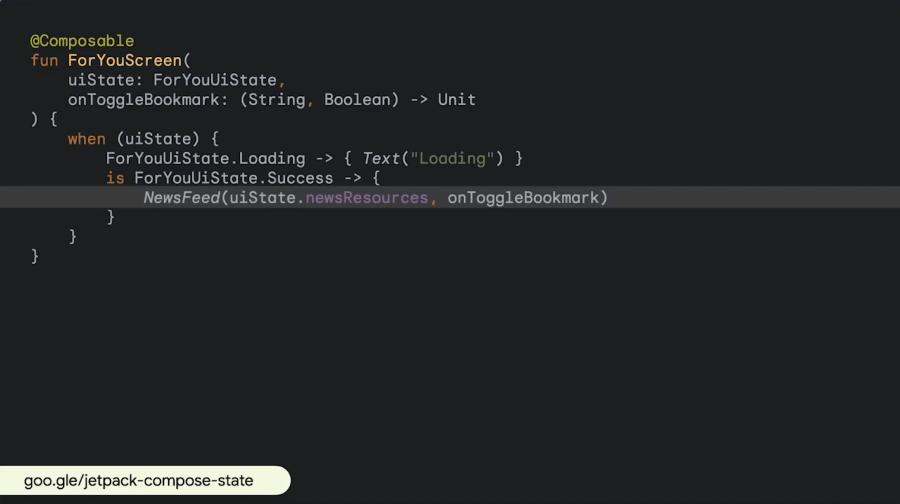 @Composable
fun ForYouScreen(
    uiState: ForYouUiState,
    onToggleBookmark: (String, Boolean) -> Unit
) {
    when (uiState) {
        ForYouUiState.Loading -> { Text("Loading") }
        is ForYouUiState.Success -> {
            NewsFeed(uiState.newsResources, onToggleBookmark)
        }
    }
}
goo.gle/jetpack-compose-state